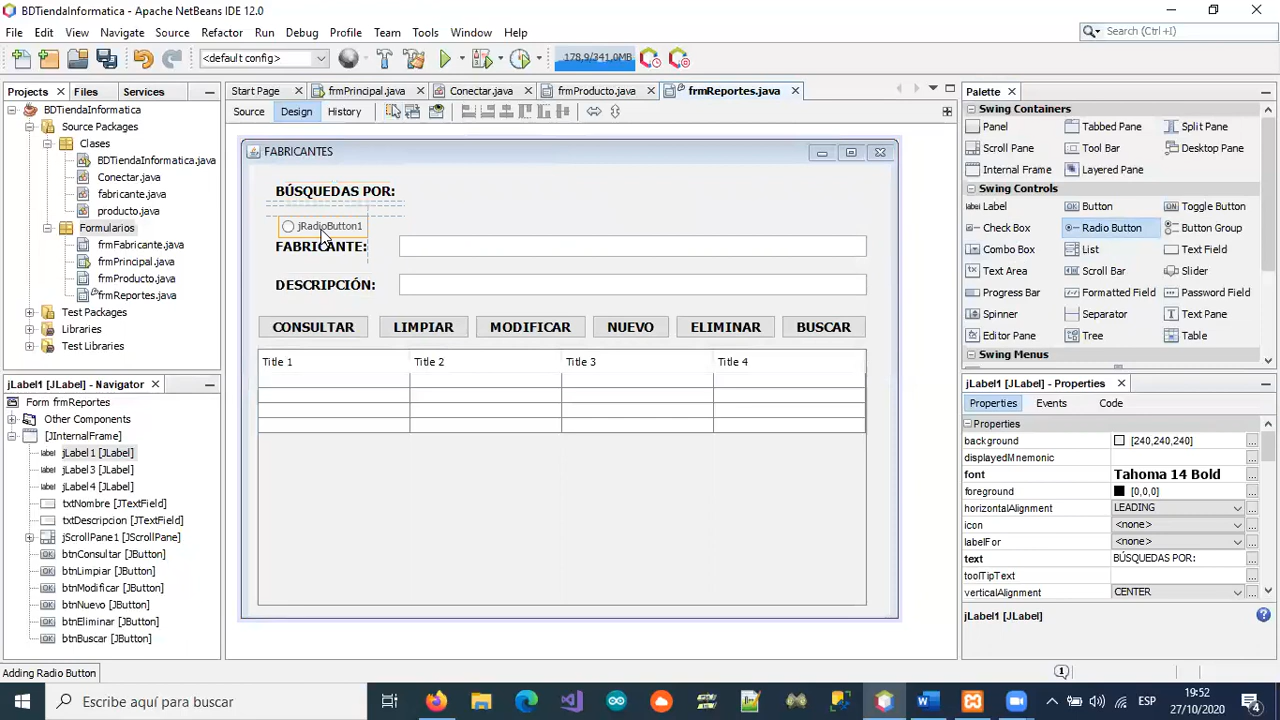 BDTiendaInformatica - Apache NetBeans IDE 12.0
File Edit View Navigate Source Refactor Run Debug Profile Team Tools Window Help
Search (Ctrl+I)
<default config>
178,9/341,0MB
Projects Files Services
Start Page frmPrincipal.java Conectar.java frmProducto.java frmReportes.java
Palette
Source Design History
BDTiendaInformatica
Source Packages
Clases
BDTiendaInformatica.java
Conectar.java
fabricante.java
producto.java
Formularios
frmFabricante.java
frmPrincipal.java
frmProducto.java
frmReportes.java
Test Packages
Libraries
Test Libraries
FABRICANTES
BÚSQUEDAS POR:
jRadioButton1
FABRICANTE:
DESCRIPCIÓN:
CONSULTAR LIMPIAR MODIFICAR NUEVO ELIMINAR BUSCAR
Title 1 Title 2 Title 3 Title 4
Swing Containers
Panel Tabbed Pane Split Pane
Scroll Pane Tool Bar Desktop Pane
Internal Frame Layered Pane
Swing Controls
Label Button Toggle Button
Check Box Radio Button Button Group
Combo Box List Text Field
Text Area Scroll Bar Slider
Progress Bar Formatted Field Password Field
Spinner Separator Text Pane
Editor Pane Tree Table
Swing Menus
jLabel1 [JLabel] - Navigator
Form frmReportes
Other Components
[JInternalFrame]
label jLabel1 [JLabel]
label jLabel3 [JLabel]
label jLabel4 [JLabel]
txtNombre [JTextField]
txtDescripcion [JTextField]
jScrollPane1 [JScrollPane]
OK btnConsultar [JButton]
OK btnLimpiar [JButton]
OK btnModificar [JButton]
OK btnNuevo [JButton]
OK btnEliminar [JButton]
OK btnBuscar [JButton]
jLabel1 [JLabel] - Properties
Properties Events Code
Properties
background [240,240,240] ...
displayedMnemonic ...
font Tahoma 14 Bold ...
foreground [0,0,0] ...
horizontalAlignment LEADING ...
icon <none> ...
labelFor <none> ...
text BÚSQUEDAS POR: ...
toolTipText ...
verticalAlignment CENTER ...
jLabel1 [JLabel]
Adding Radio Button
1
Escribe aquí para buscar
ESP
19:52
27/10/2020
4